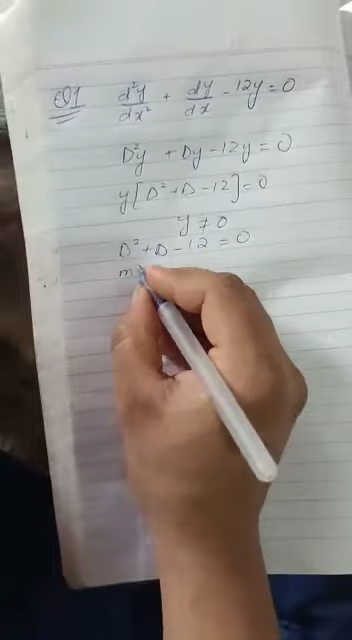 Q1 d²y/dx² + dy/dx - 12y = 0
D²y + Dy - 12y = 0
y[D² + D - 12] = 0
y ≠ 0
D² + D - 12 = 0
m